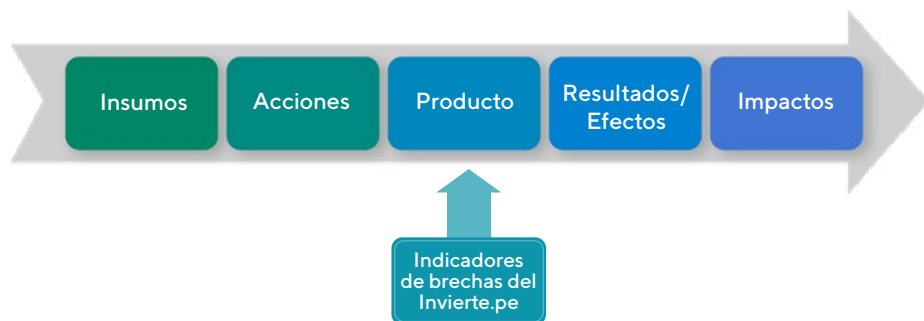 Insumos
Acciones
Producto
Resultados/
Efectos
Impactos
Indicadores
de brechas del
Invierte.pe